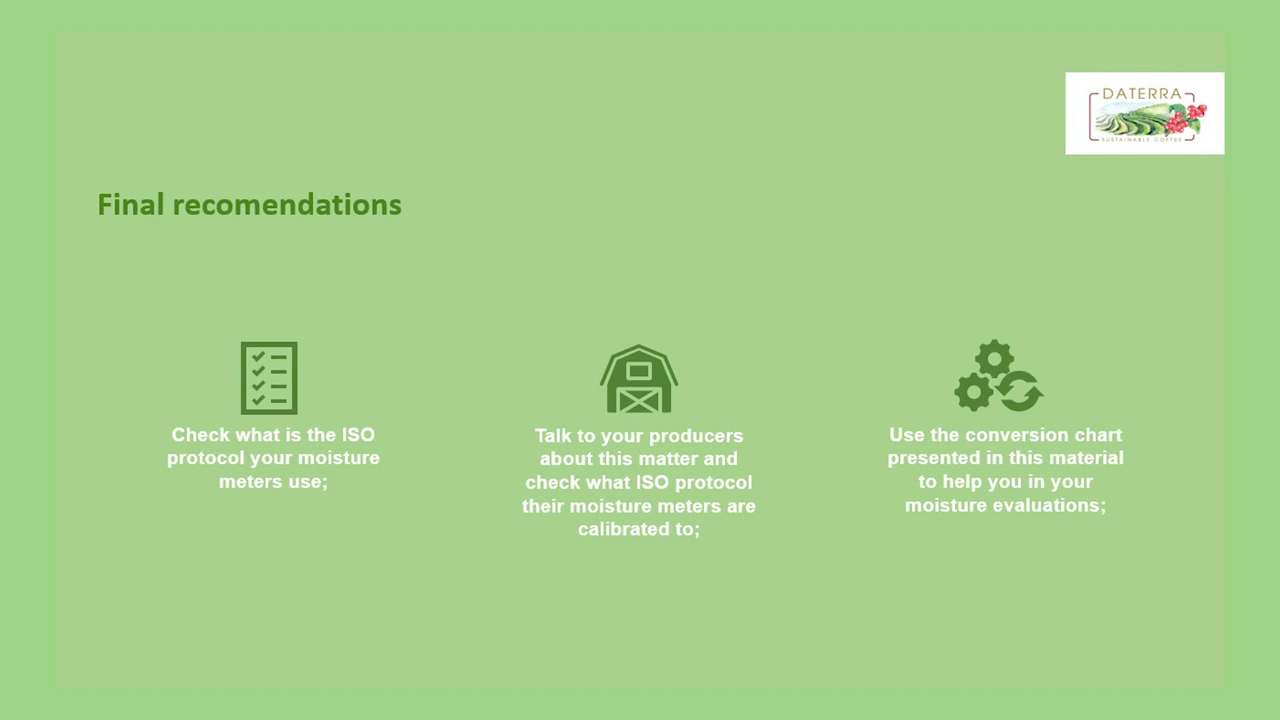 DATERRA
SUSTAINABLE COFFEE
Final recomendations
Check what is the ISO
protocol your moisture
meters use;
Talk to your producers
about this matter and
check what ISO protocol
their moisture meters are
calibrated to;
Use the conversion chart
presented in this material
to help you in your
moisture evaluations;